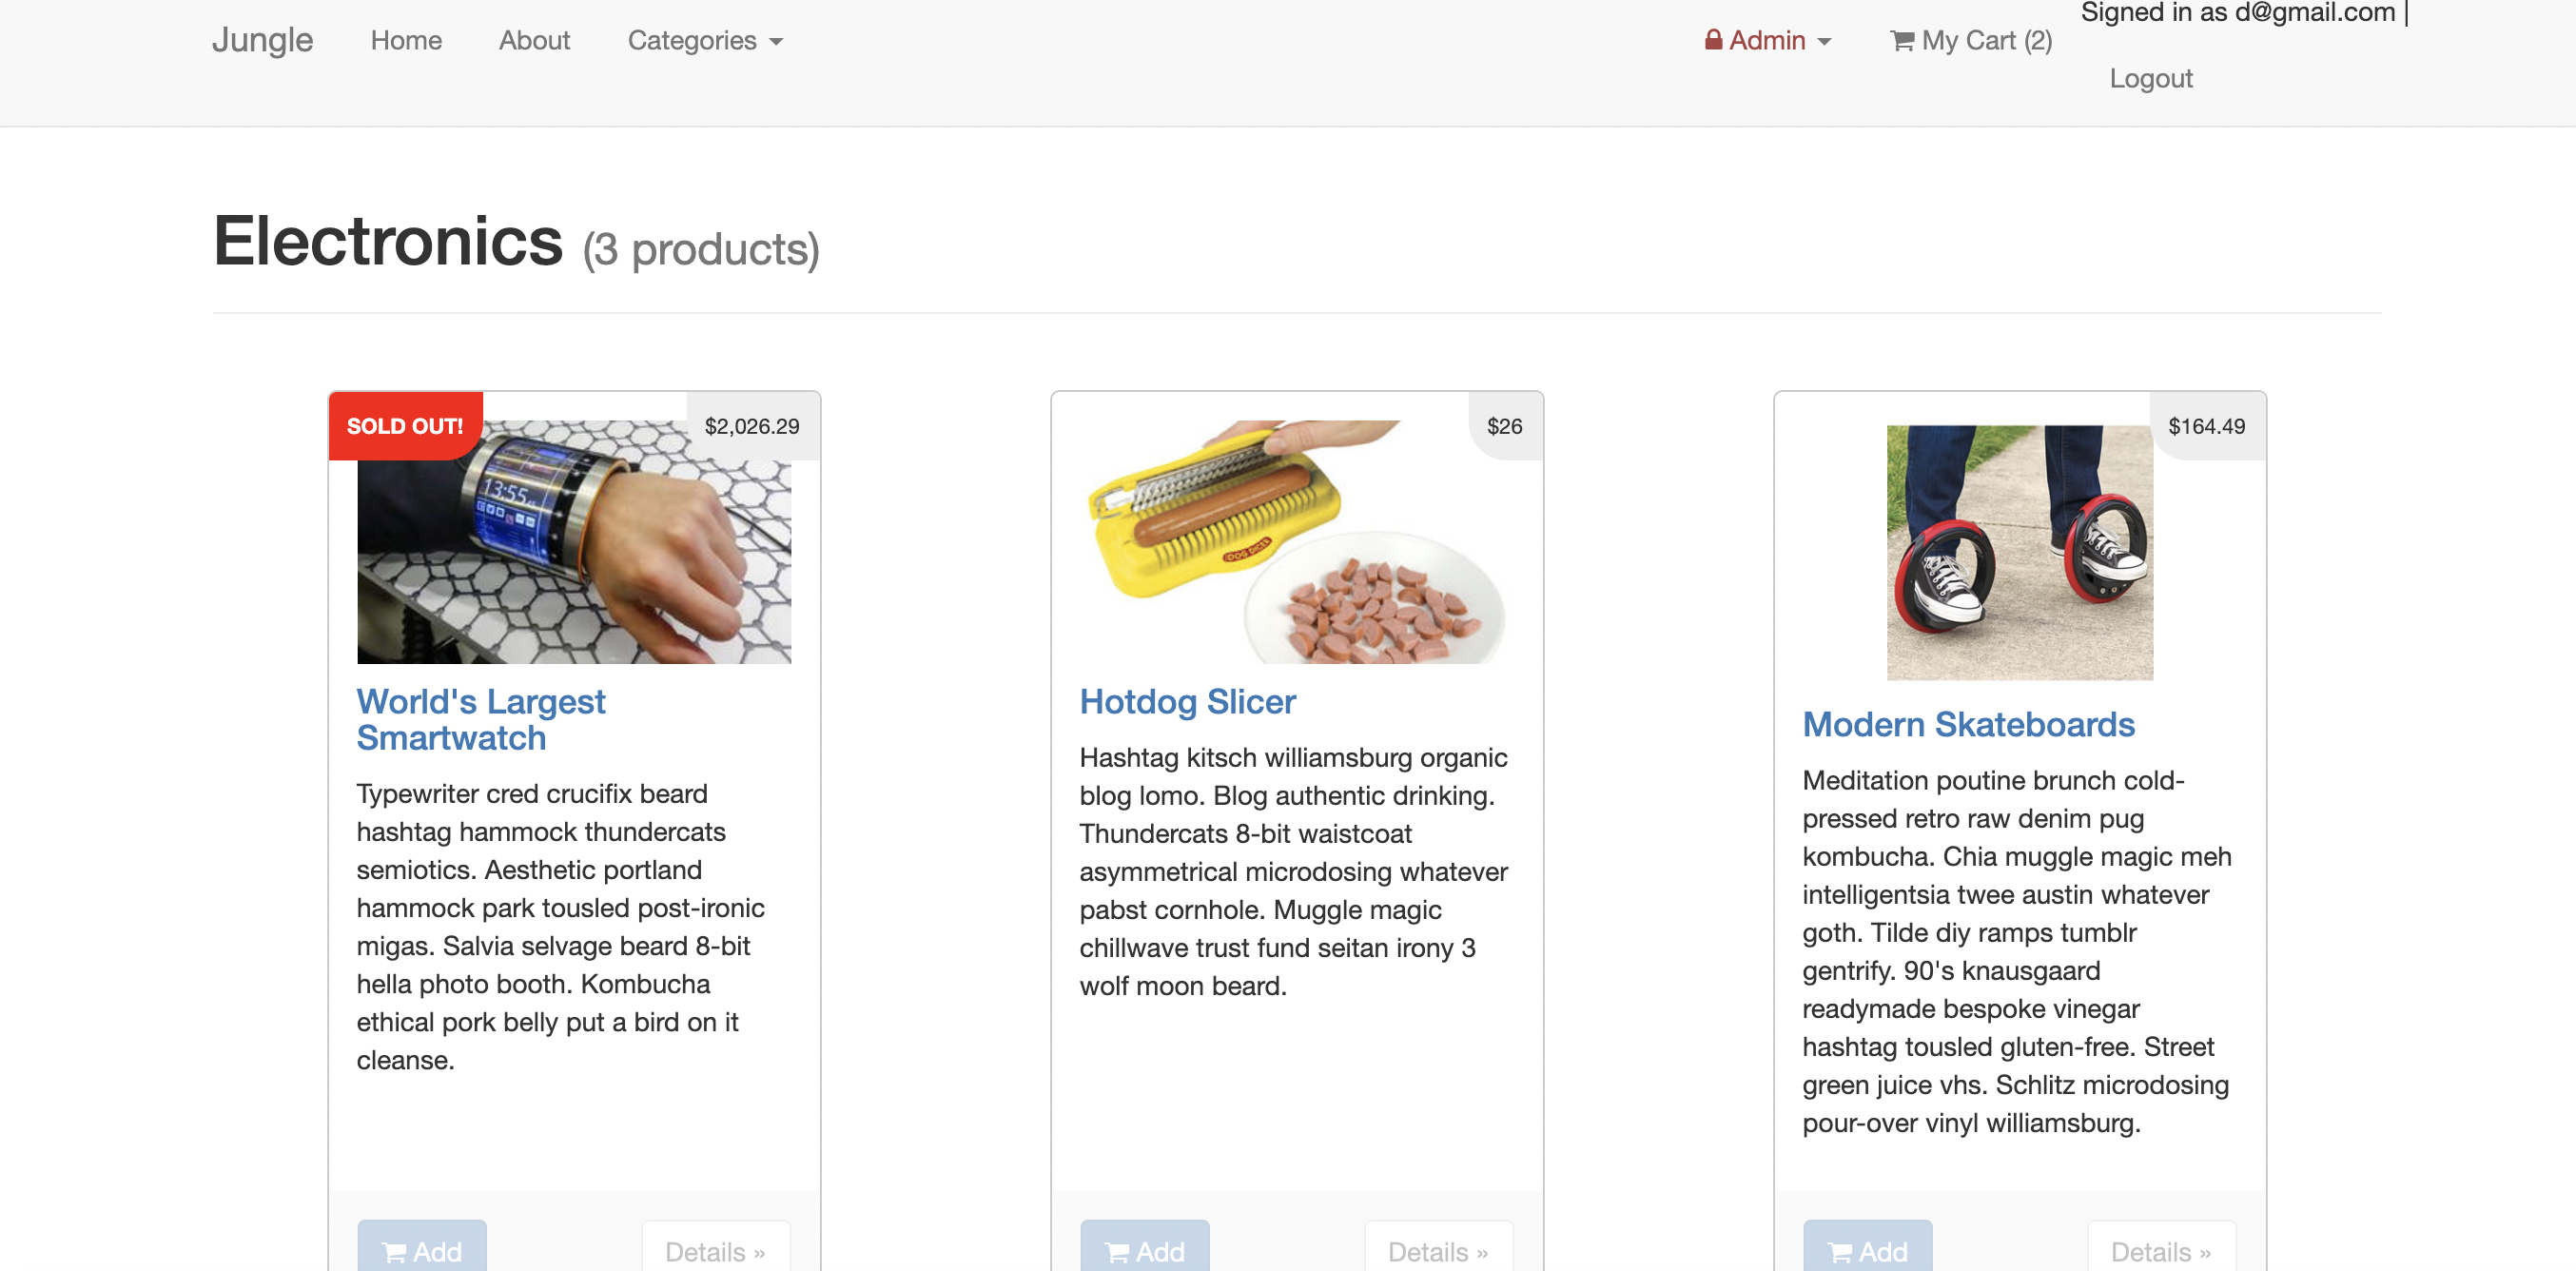 Signed in as d@gmail.com |
Jungle Home About Categories Admin My Cart (2)
Logout
Electronics (3 products)
SOLD OUT!
$2,026.29
13:55
World's Largest
Smartwatch
Typewriter cred crucifix beard
hashtag hammock thundercats
semiotics. Aesthetic portland
hammock park tousled post-ironic
migas. Salvia selvage beard 8-bit
hella photo booth. Kombucha
ethical pork belly put a bird on it
cleanse.
Add Details »
$26
DOG DICER
Hotdog Slicer
Hashtag kitsch williamsburg organic
blog lomo. Blog authentic drinking.
Thundercats 8-bit waistcoat
asymmetrical microdosing whatever
pabst cornhole. Muggle magic
chillwave trust fund seitan irony 3
wolf moon beard.
Add Details »
$164.49
Modern Skateboards
Meditation poutine brunch cold-
pressed retro raw denim pug
kombucha. Chia muggle magic meh
intelligentsia twee austin whatever
goth. Tilde diy ramps tumblr
gentrify. 90's knausgaard
readymade bespoke vinegar
hashtag tousled gluten-free. Street
green juice vhs. Schlitz microdosing
pour-over vinyl williamsburg.
Add Details »